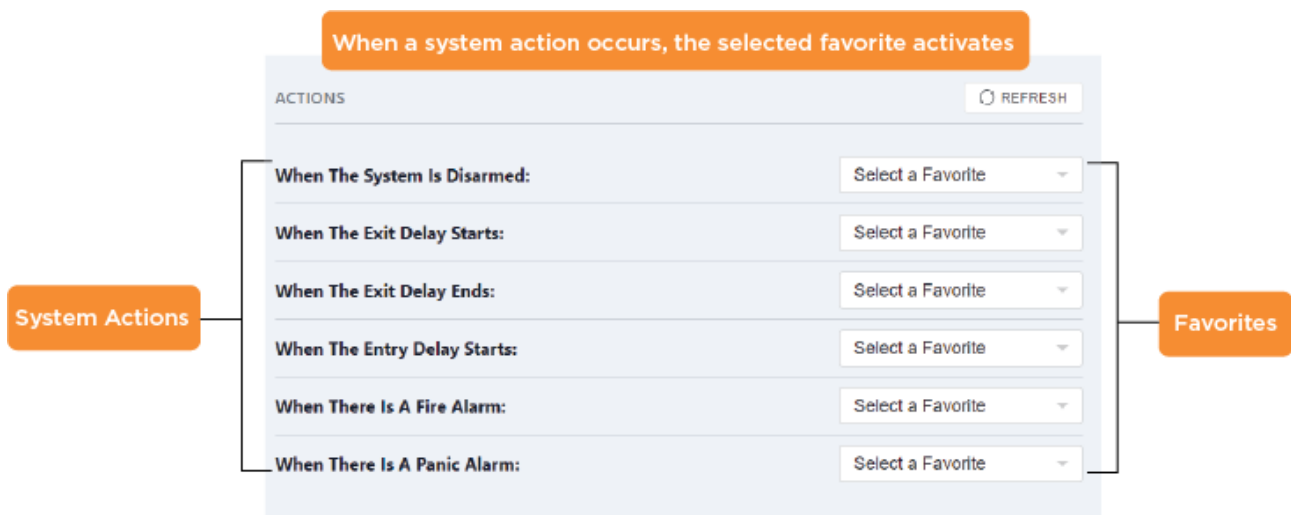 When a system action occurs, the selected favorite activates
ACTIONS
REFRESH
When The System Is Disarmed:
Select a Favorite
When The Exit Delay Starts:
Select a Favorite
When The Exit Delay Ends:
Select a Favorite
System Actions
Favorites
When The Entry Delay Starts:
Select a Favorite
When There Is A Fire Alarm:
Select a Favorite
When There Is A Panic Alarm:
Select a Favorite